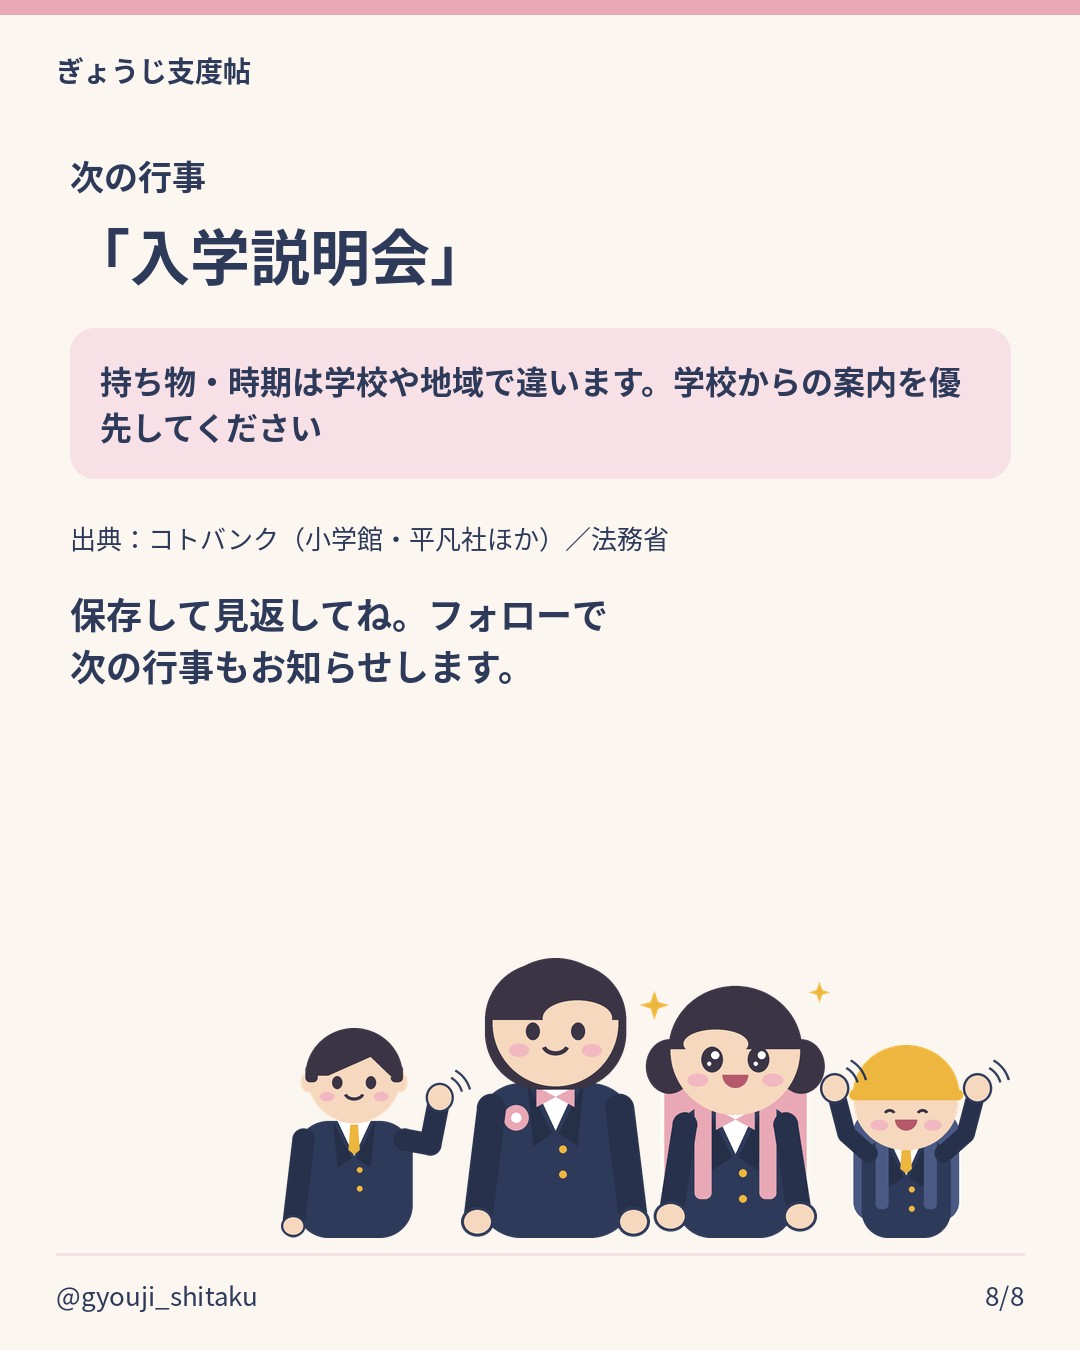 ぎょうじ支度帖
次の行事
「入学説明会」
持ち物・時期は学校や地域で違います。学校からの案内を優
先してください
出典：コトバンク（小学館・平凡社ほか）／法務省
保存して見返してね。フォローで
次の行事もお知らせします。
@gyouji_shitaku
8/8